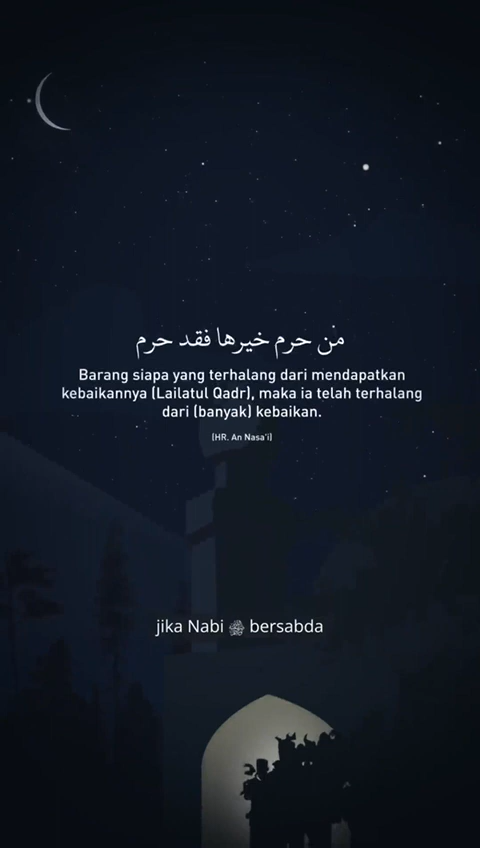 من حرم خيرها فقد حرم
Barang siapa yang terhalang dari mendapatkan
kebaikannya (Lailatul Qadr), maka ia telah terhalang
dari (banyak) kebaikan.
(HR. An Nasa'i)
jika Nabi ﷺ bersabda